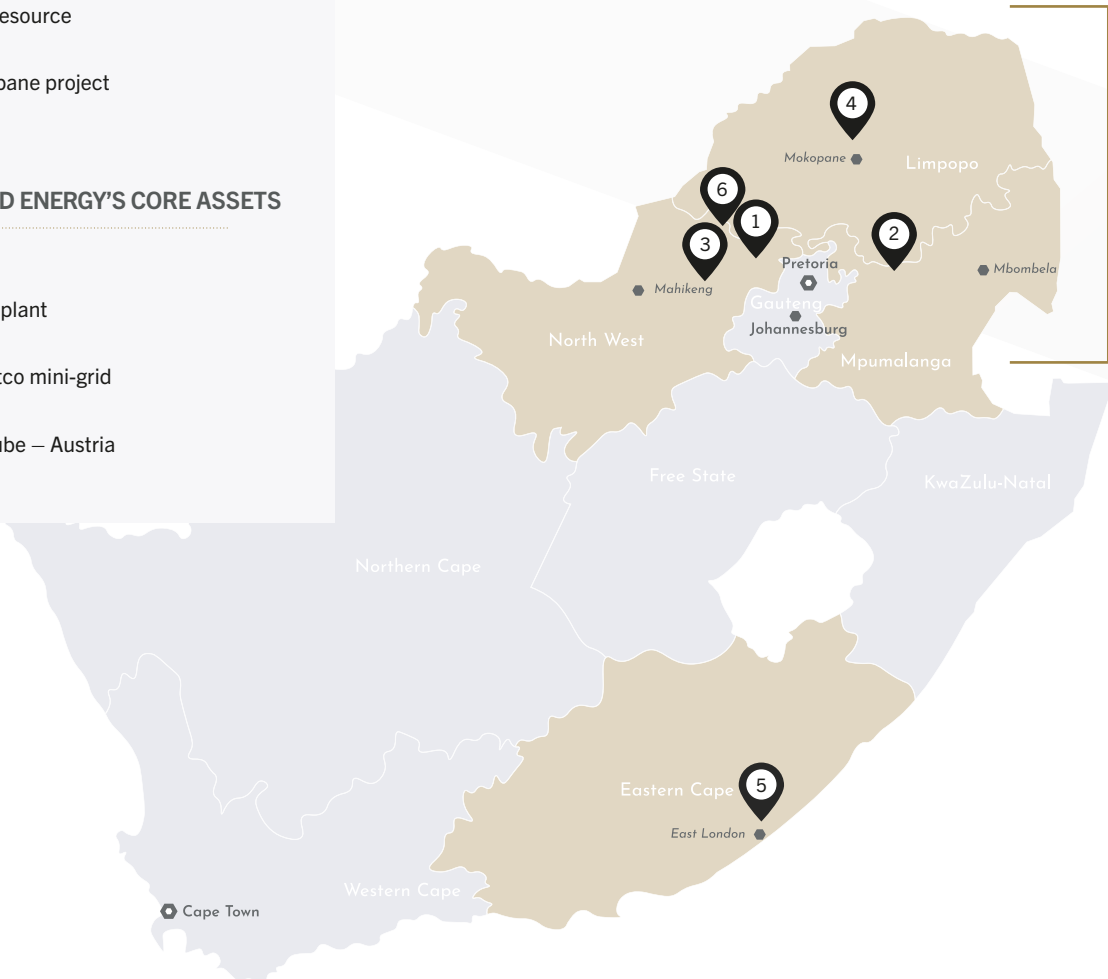 esource
pane project
D ENERGY'S CORE ASSETS
plant
tco mini-grid
ube – Austria
4
Mokopane
Limpopo
6
1
3
2
Pretoria
Mbombela
Mahikeng
Gauteng
Johannesburg
North West
Mpumalanga
Free State
KwaZulu-Natal
Northern Cape
5
Eastern Cape
East London
Western Cape
Cape Town